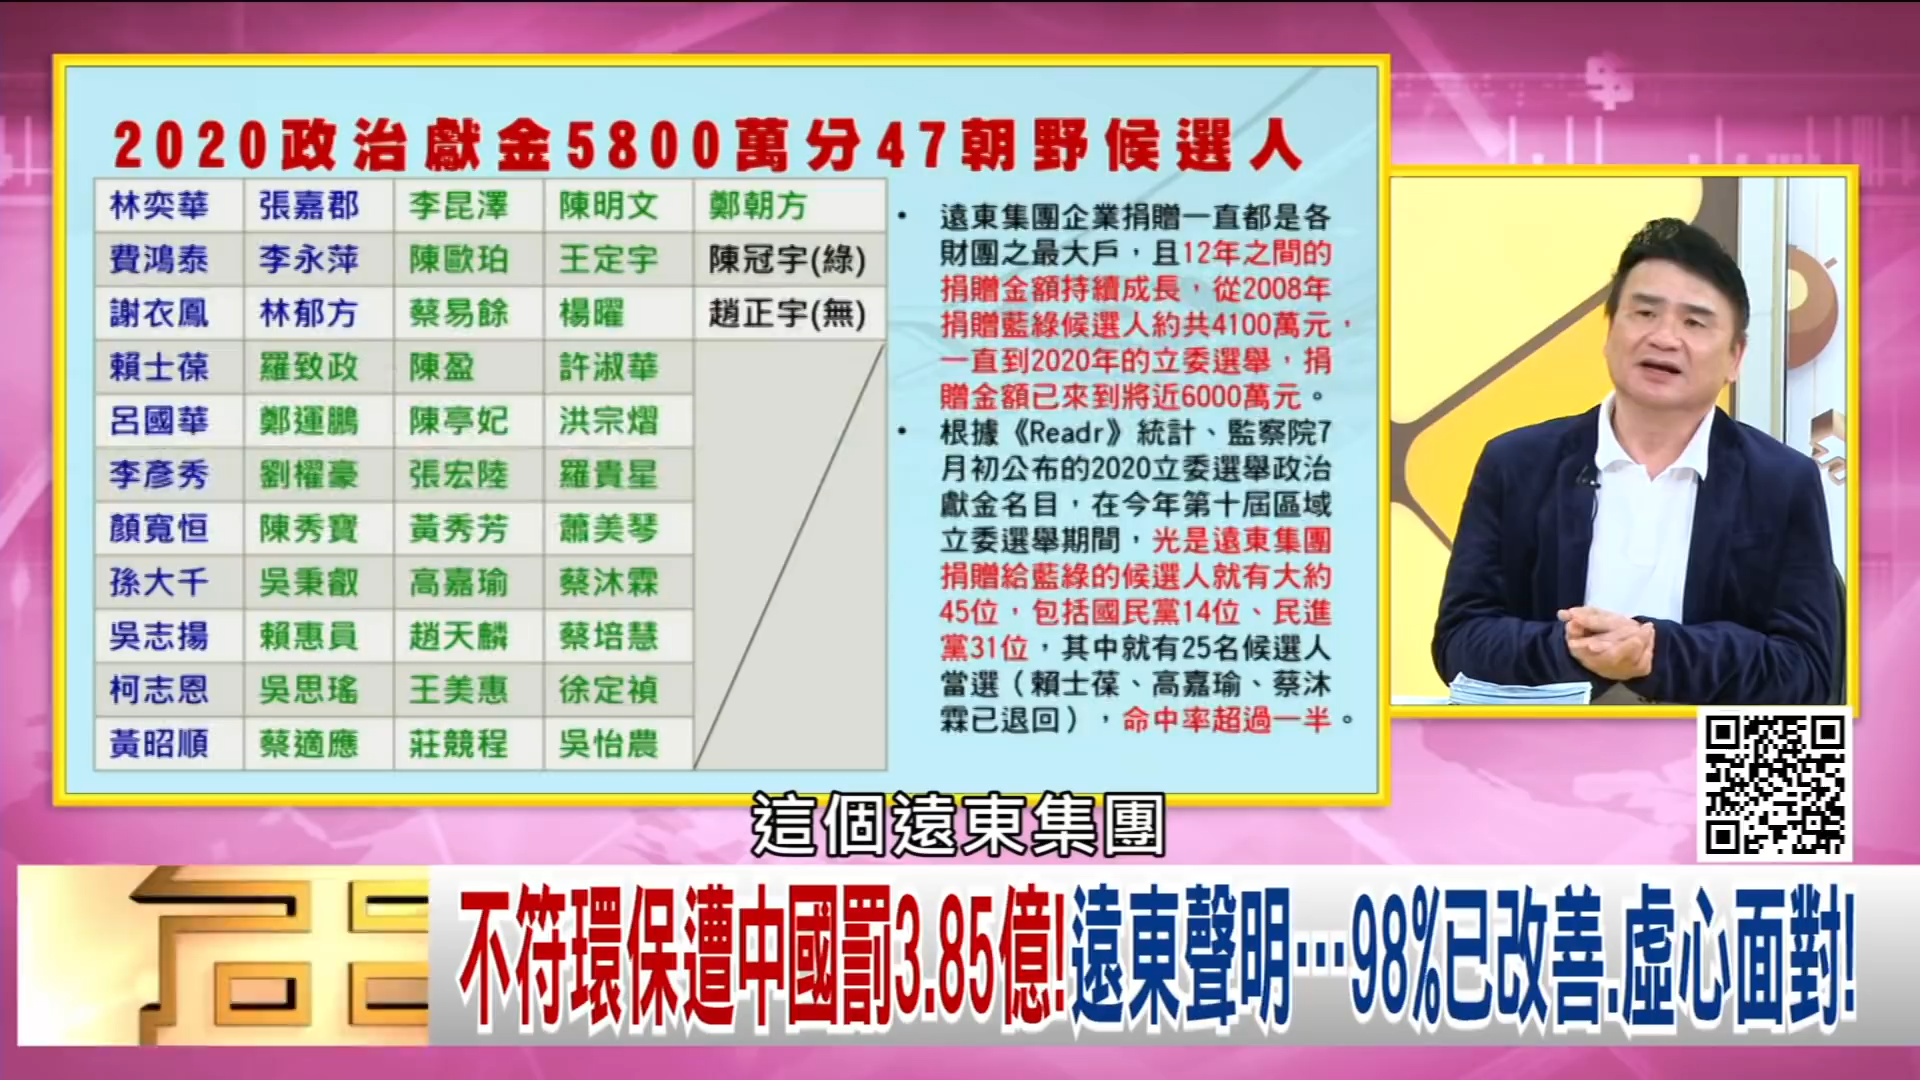 2020政治獻金5800萬分47朝野候選人
林奕華 張嘉郡 李昆澤 陳明文 鄭朝方
費鴻泰 李永萍 陳歐珀 王定宇 陳冠宇(綠)
謝衣鳳 林郁方 蔡易餘 楊曜 趙正宇(無)
賴士葆 羅致政 陳盈 許淑華
呂國華 鄭運鵬 陳亭妃 洪宗熠
李彥秀 劉櫂豪 張宏陸 羅貴星
顏寬恒 陳秀寳 黃秀芳 蕭美琴
孫大千 吳秉叡 高嘉瑜 蔡沐霖
吳志揚 賴惠員 趙天麟 蔡培慧
柯志恩 吳思瑤 王美惠 徐定禎
黃昭順 蔡適應 莊競程 吳怡農
• 遠東集團企業捐贈一直都是各
財團之最大戶，且12年之間的
捐贈金額持續成長，從2008年
捐贈藍綠候選人約共4100萬元，
一直到2020年的立委選舉，捐
贈金額已來到將近6000萬元。
• 根據《Readr》統計、監察院7
月初公布的2020立委選舉政治
獻金名目，在今年第十屆區域
立委選舉期間，光是遠東集團
捐贈給藍綠的候選人就有大約
45位，包括國民黨14位、民進
黨31位，其中就有25名候選人
當選（賴士葆、高嘉瑜、蔡沐
霖已退回），命中率超過一半。
這個遠東集團
不符環保遭中國罰3.85億!遠東聲明…98%已改善.虛心面對!